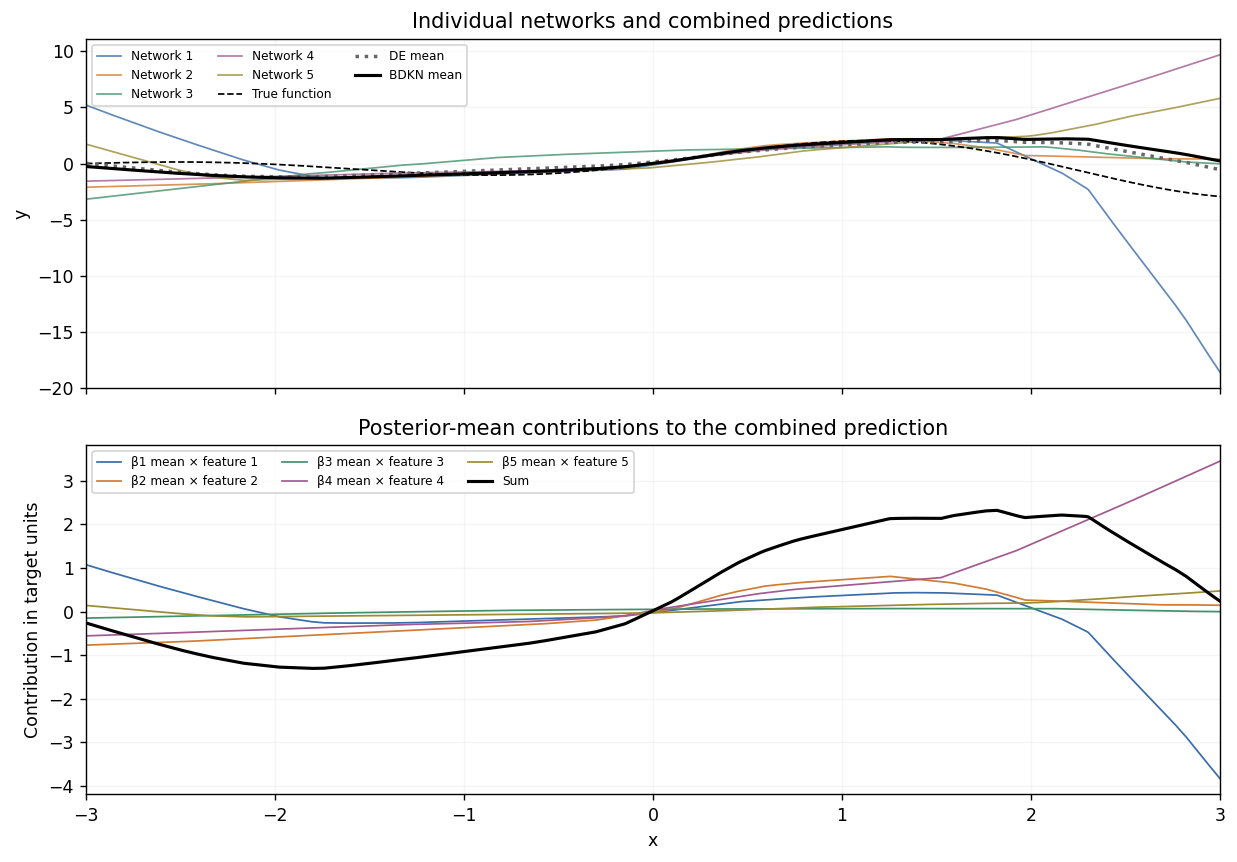 Individual networks and combined predictions
Network 1
Network 2
Network 3
Network 4
Network 5
True function
DE mean
BDKN mean
10
5
0
−5
−10
−15
−20
y
Posterior-mean contributions to the combined prediction
β1 mean × feature 1
β2 mean × feature 2
β3 mean × feature 3
β4 mean × feature 4
β5 mean × feature 5
Sum
3
2
1
0
−1
−2
−3
−4
Contribution in target units
−3
−2
−1
0
1
2
3
x